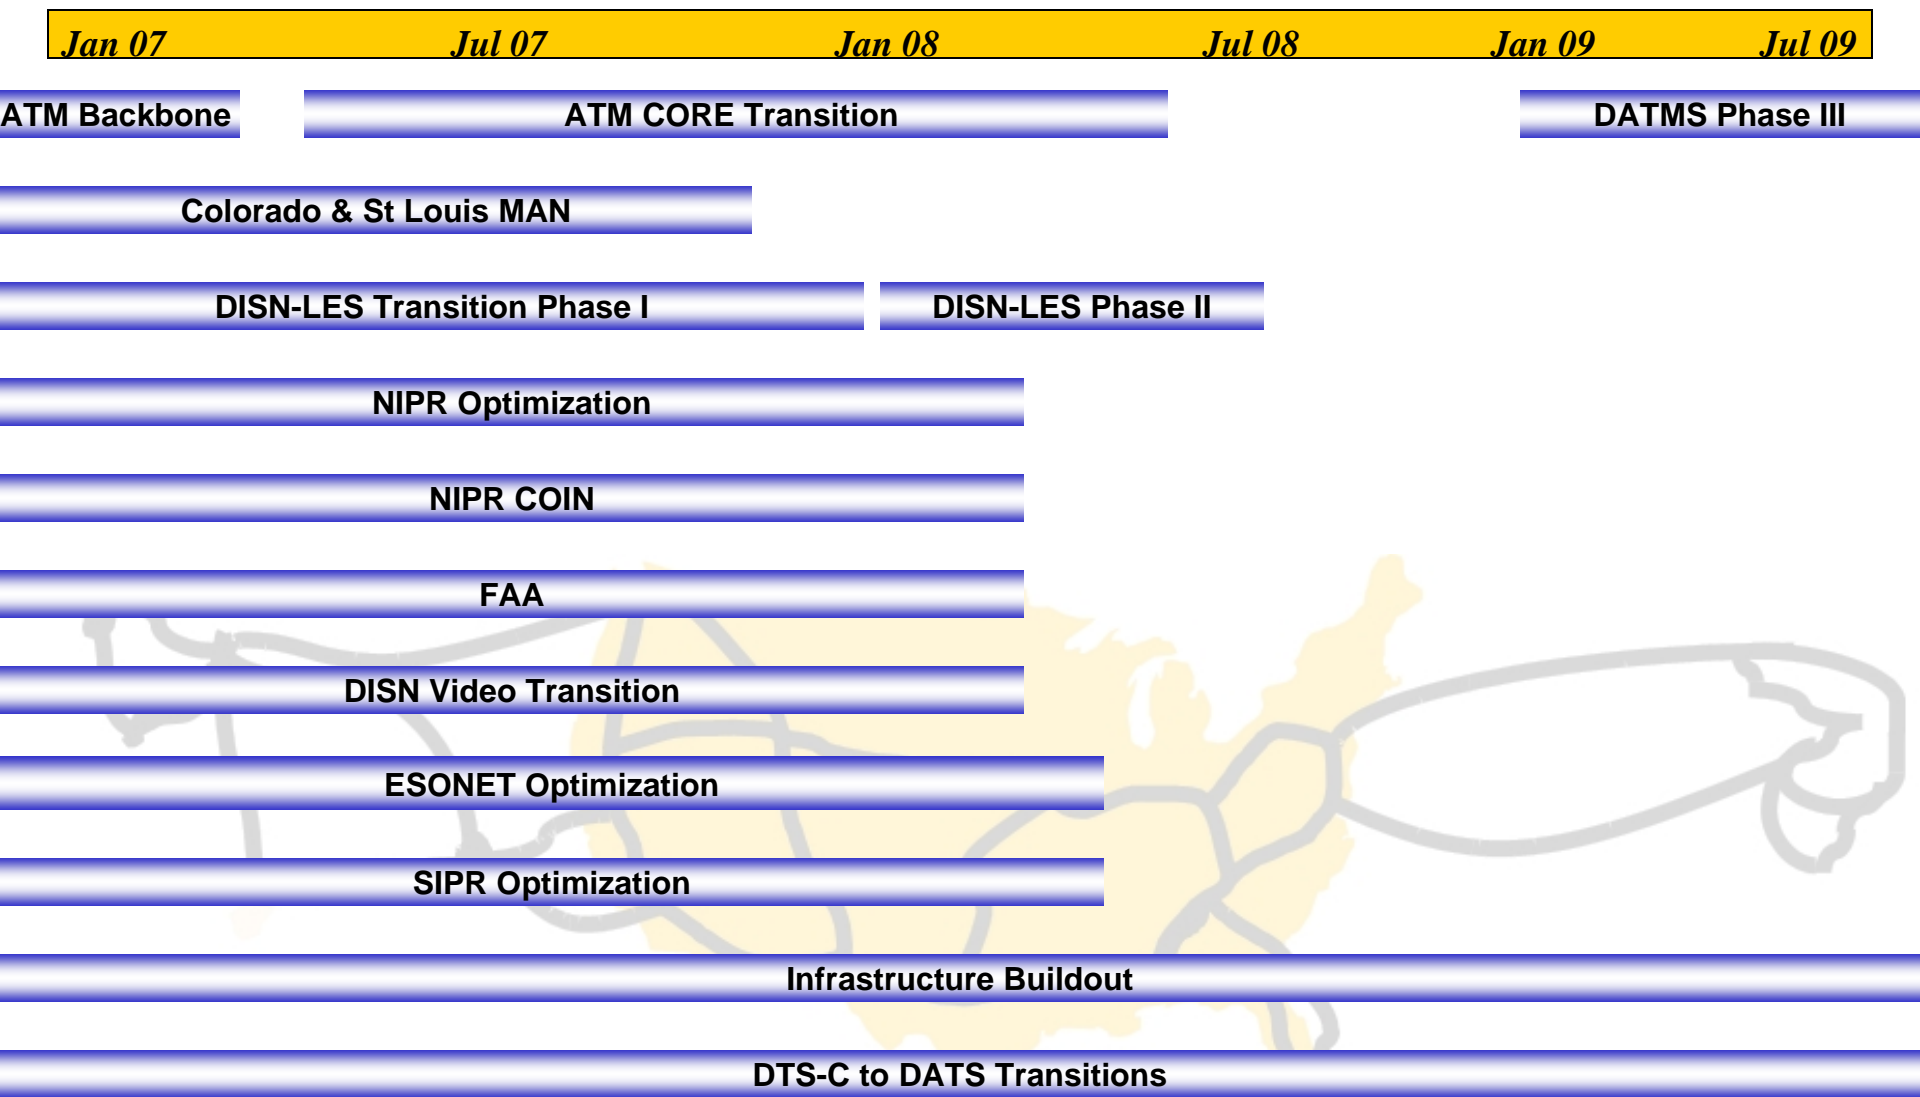 Jan 07 Jul 07 Jan 08 Jul 08 Jan 09 Jul 09
ATM Backbone ATM CORE Transition DATMS Phase III
Colorado & St Louis MAN
DISN-LES Transition Phase I DISN-LES Phase II
NIPR Optimization
NIPR COIN
FAA
DISN Video Transition
ESONET Optimization
SIPR Optimization
Infrastructure Buildout
DTS-C to DATS Transitions